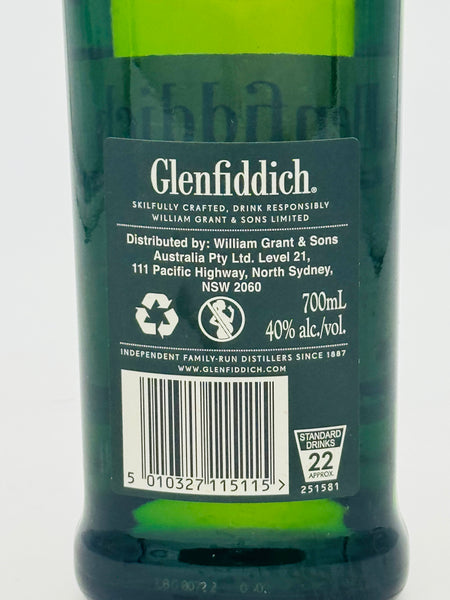 Glenfiddich®
SKILFULLY CRAFTED, DRINK RESPONSIBLY
WILLIAM GRANT & SONS LIMITED
Distributed by: William Grant & Sons
Australia Pty Ltd. Level 21,
111 Pacific Highway, North Sydney,
NSW 2060
700mL
40% alc./vol.
INDEPENDENT FAMILY-RUN DISTILLERS SINCE 1887
WWW.GLENFIDDICH.COM
STANDARD
DRINKS
22
APPROX.
5 010327 115115 >
251581